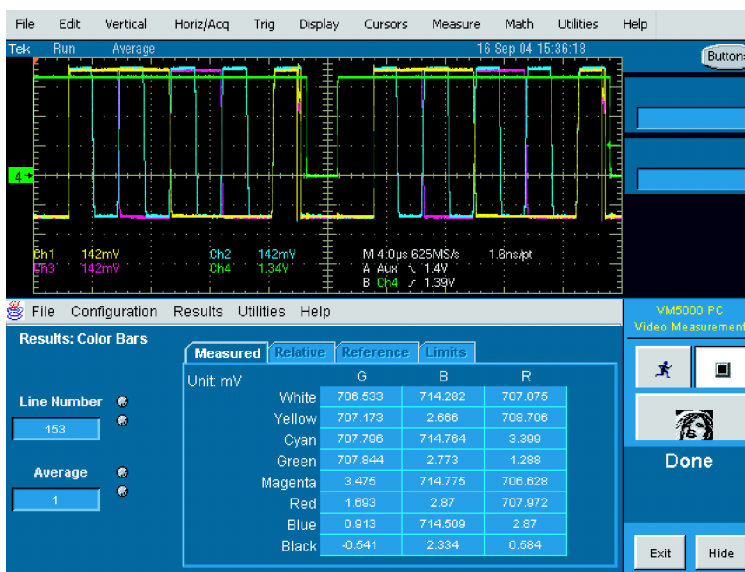 File Edit Vertical Horiz/Acq Trig Display Cursors Measure Math Utilities Help
Tek Run Average 16 Sep 04 15:36:18
Buttons
4
Ch1 142mV Ch2 142mV M 4.0µs 625MS/s 1.6ns/pt
Ch3 142mV Ch4 1.34V A Aux 1.4V
B Ch4 1.39V
File Configuration Results Utilities Help
VM5000 PC
Video Measurement
Results: Color Bars
Measured Relative Reference Limits
Unit: mV G B R
White 706.533 714.282 707.075
Line Number
153
Yellow 707.173 2.666 708.706
Cyan 707.796 714.764 3.399
Green 707.844 2.773 1.288
Average
1
Magenta 3.475 714.775 706.628
Red 1.693 2.87 707.972
Blue 0.913 714.509 2.87
Black -0.541 2.334 0.584
Done
Exit Hide